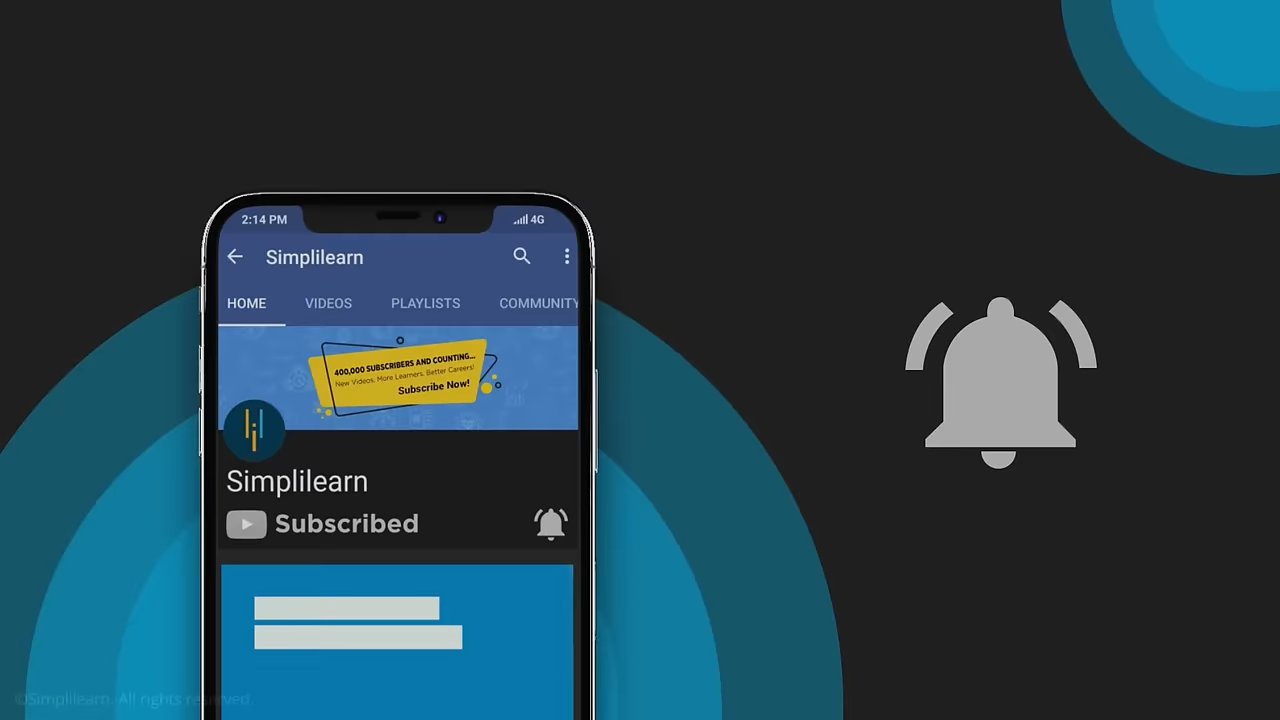 2:14 PM
4G
Simplilearn
HOME VIDEOS PLAYLISTS COMMUNITY
400,000 SUBSCRIBERS AND COUNTING...
New Videos. More Learners. Better Careers!
Subscribe Now!
Simplilearn
Subscribed
©Simplilearn. All rights reserved.